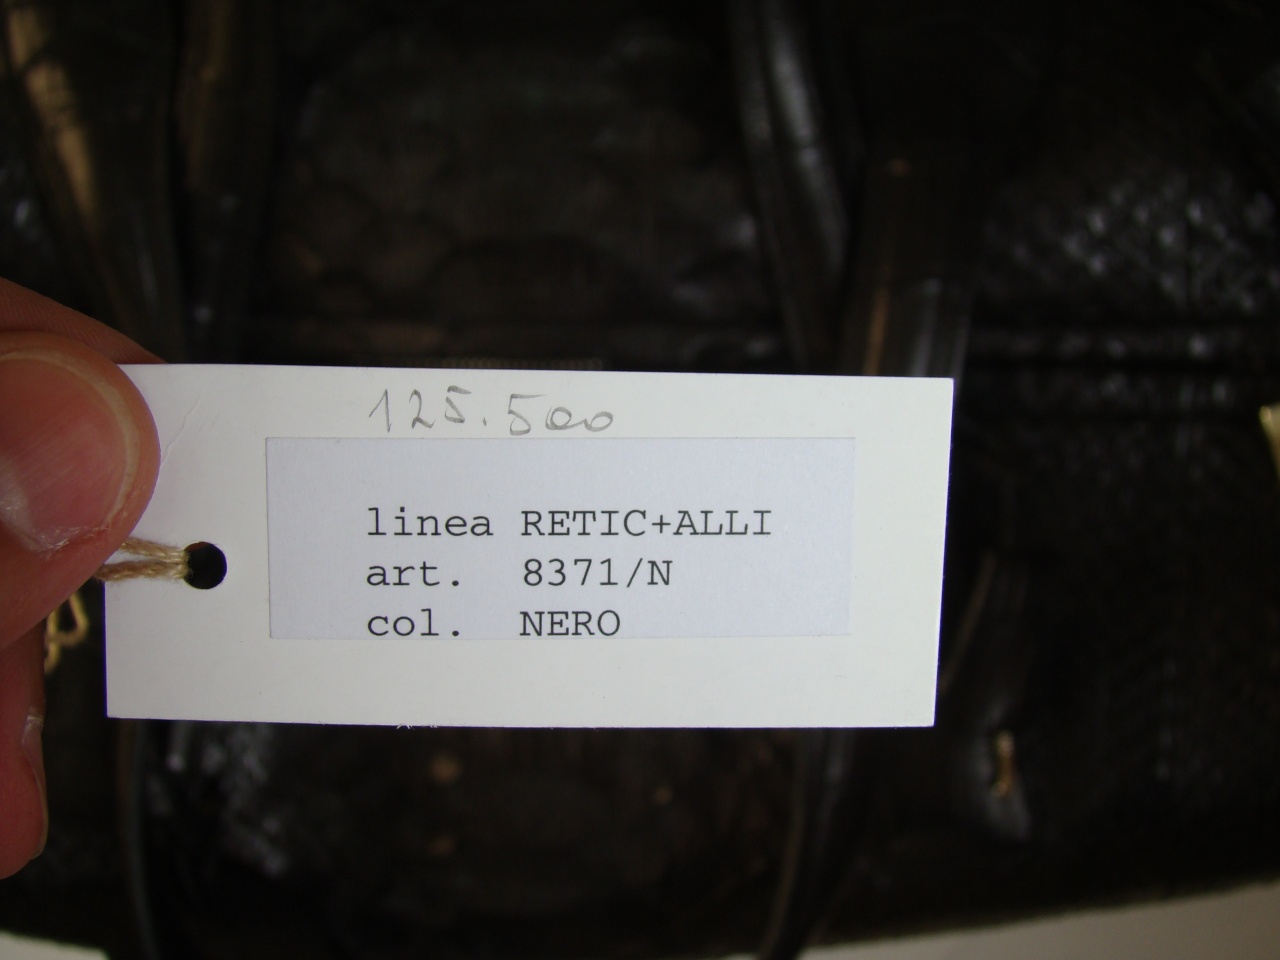 125.500
linea RETIC+ALLI
art. 8371/N
col. NERO